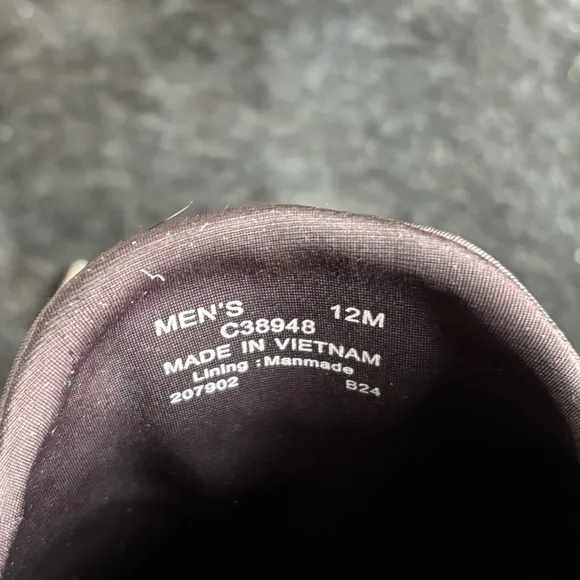 MEN'S 12M
C38948
MADE IN VIETNAM
Lining : Manmade
207902 B24